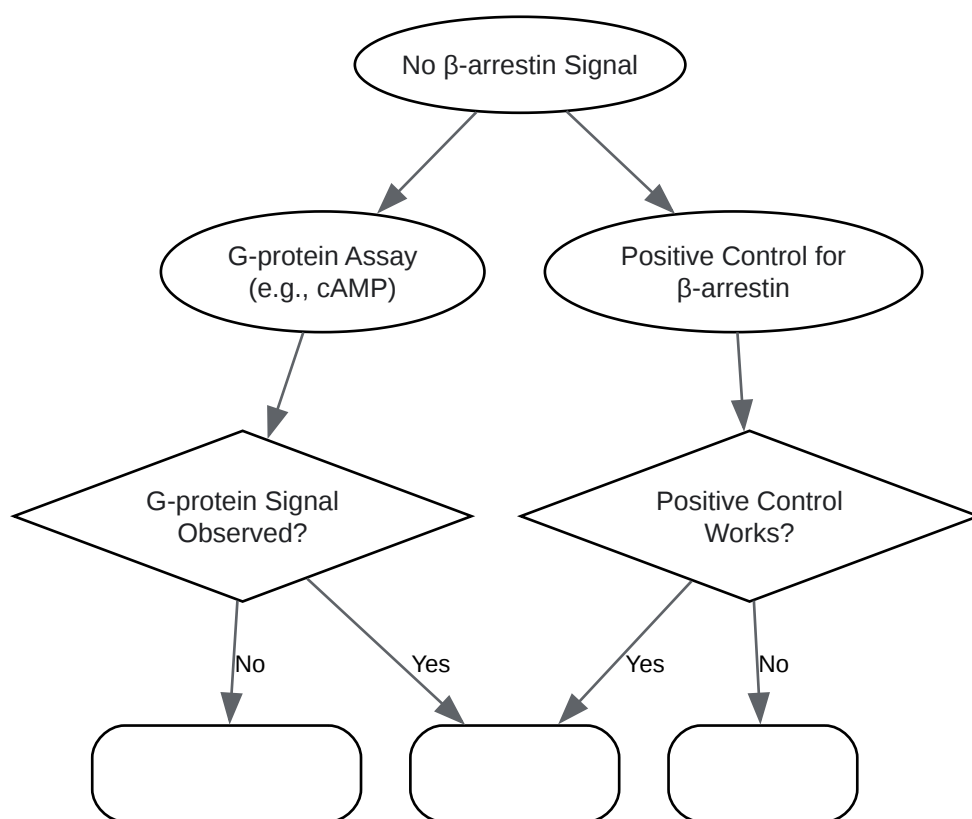 No β-arrestin Signal
G-protein Assay
(e.g., cAMP)
Positive Control for
β-arrestin
G-protein Signal
Observed?
Positive Control
Works?
No
Yes
Yes
No